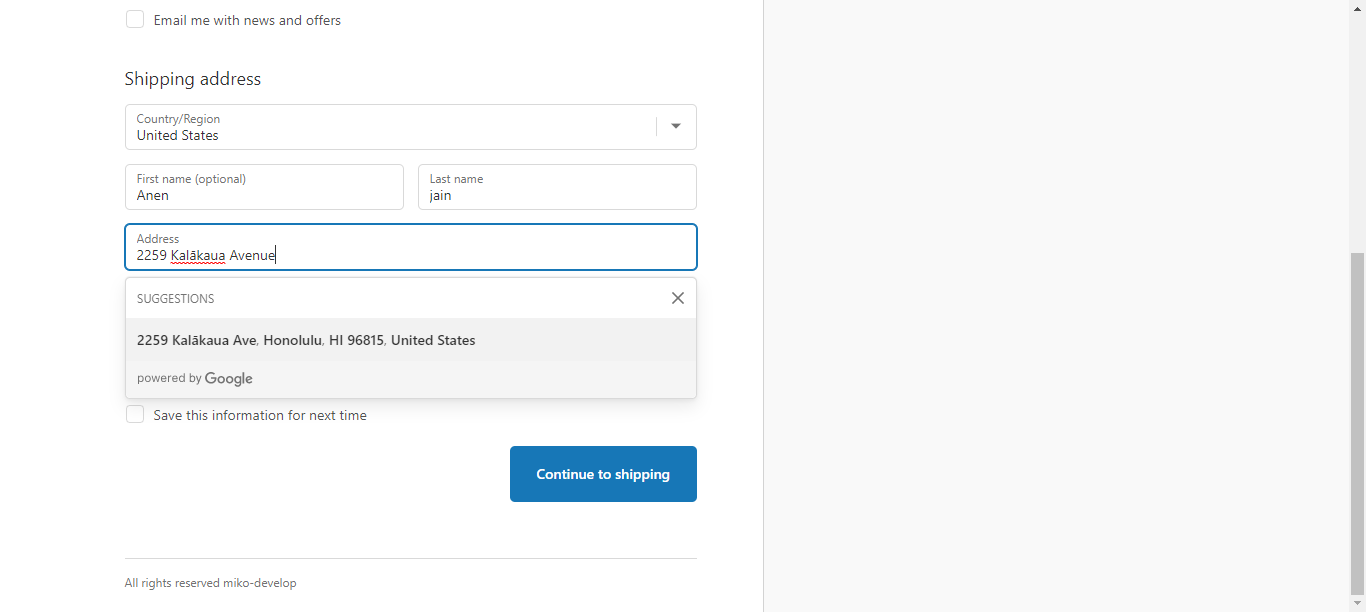 Email me with news and offers
Shipping address
Country/Region
United States
First name (optional)
Anen
Last name
jain
Address
2259 Kalākaua Avenue
SUGGESTIONS
2259 Kalākaua Ave, Honolulu, HI 96815, United States
powered by Google
Save this information for next time
Continue to shipping
All rights reserved miko-develop